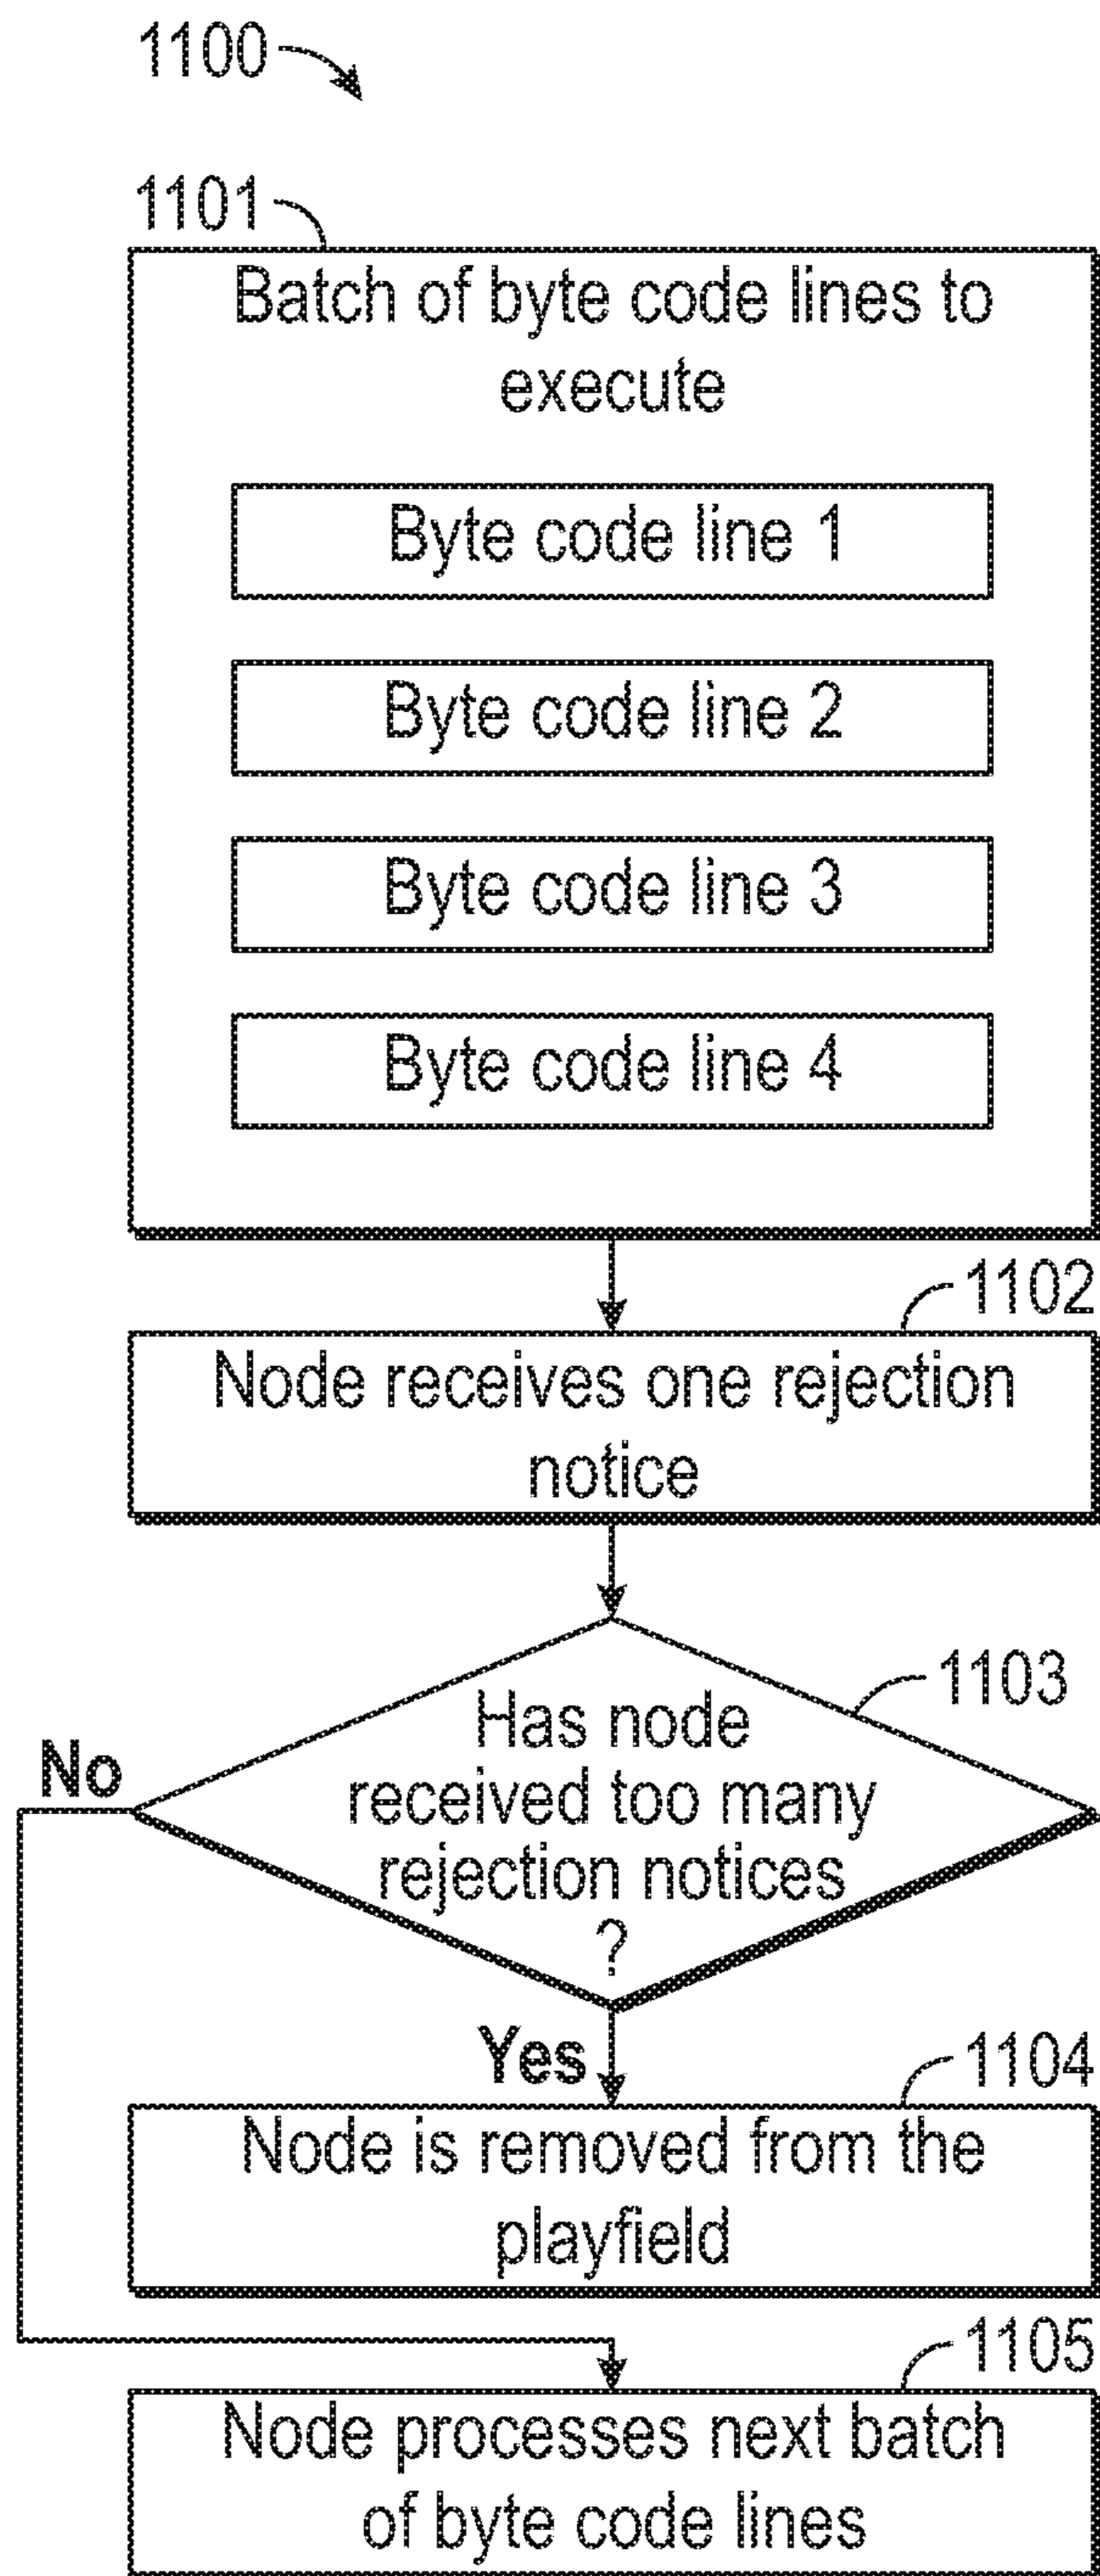 1100
1101
Batch of byte code lines to
execute
Byte code line 1
Byte code line 2
Byte code line 3
Byte code line 4
1102
Node receives one rejection
notice
1103
Has node
received too many
rejection notices
?
No
Yes
1104
Node is removed from the
playfield
1105
Node processes next batch
of byte code lines